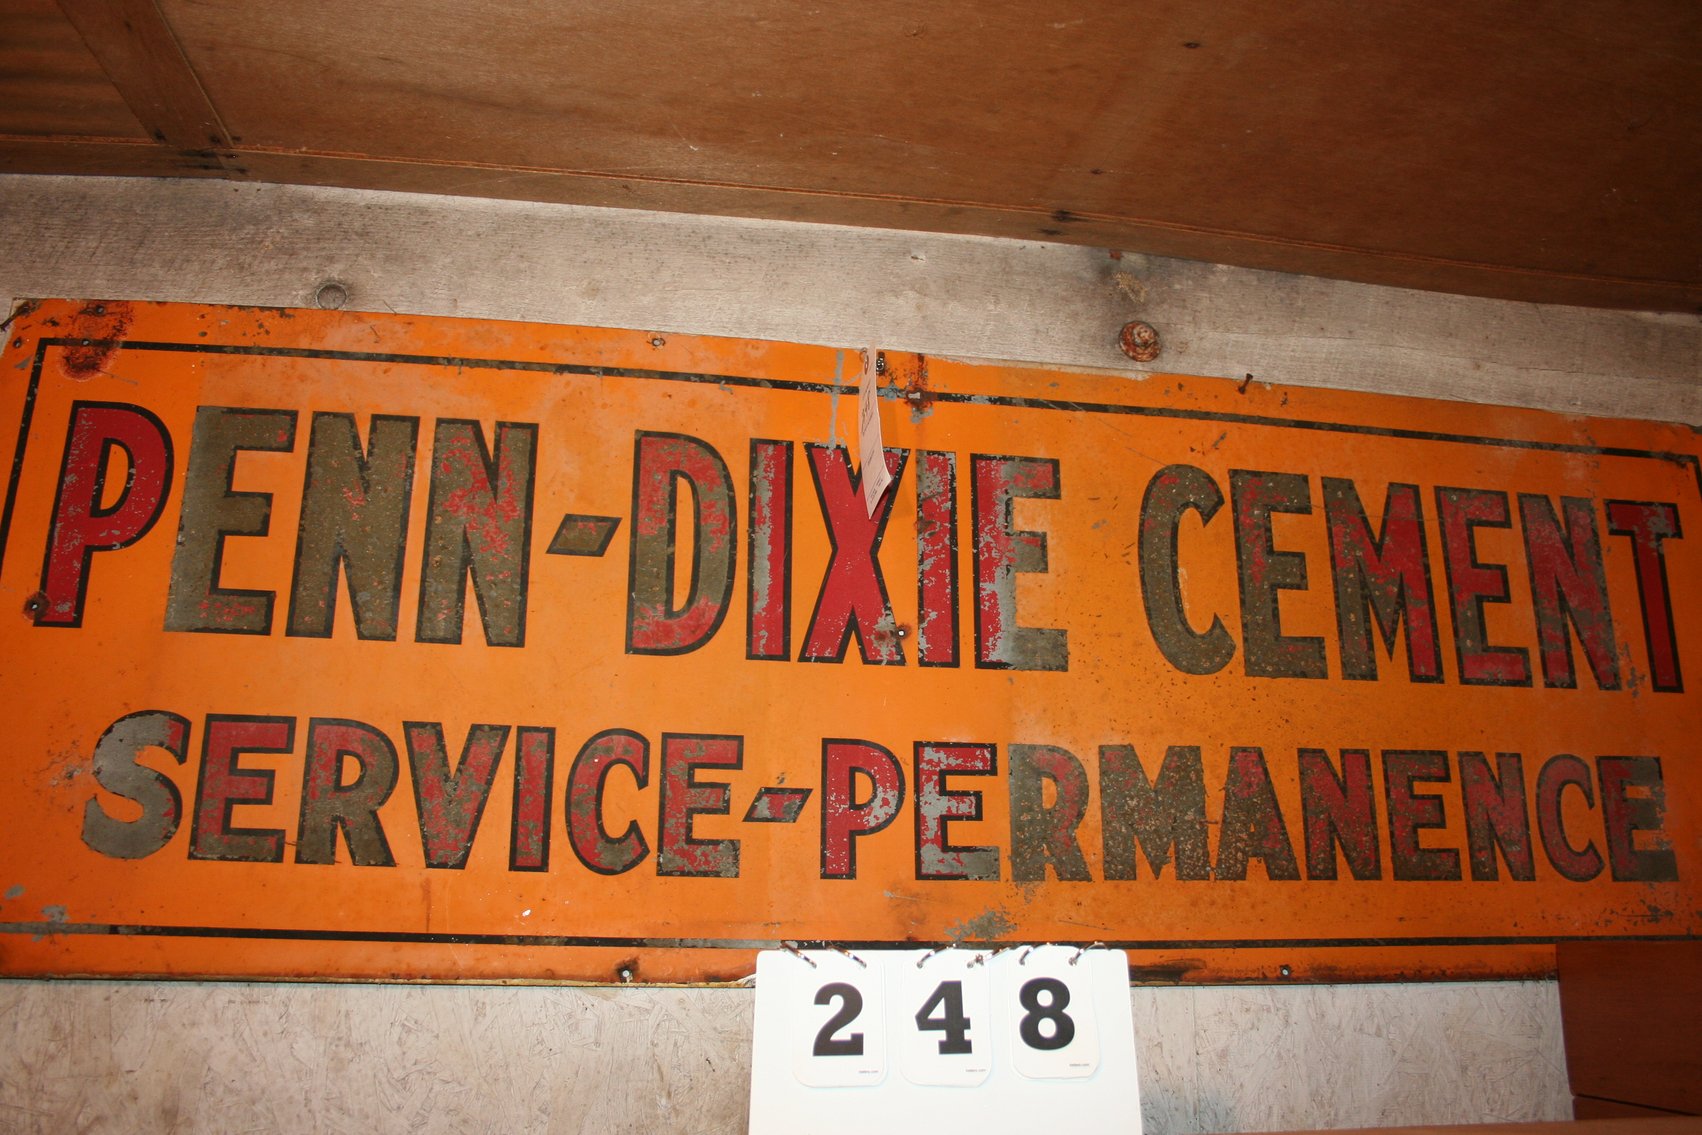 PENN-DIXIE CEMENT
SERVICE-PERMANENCE
248